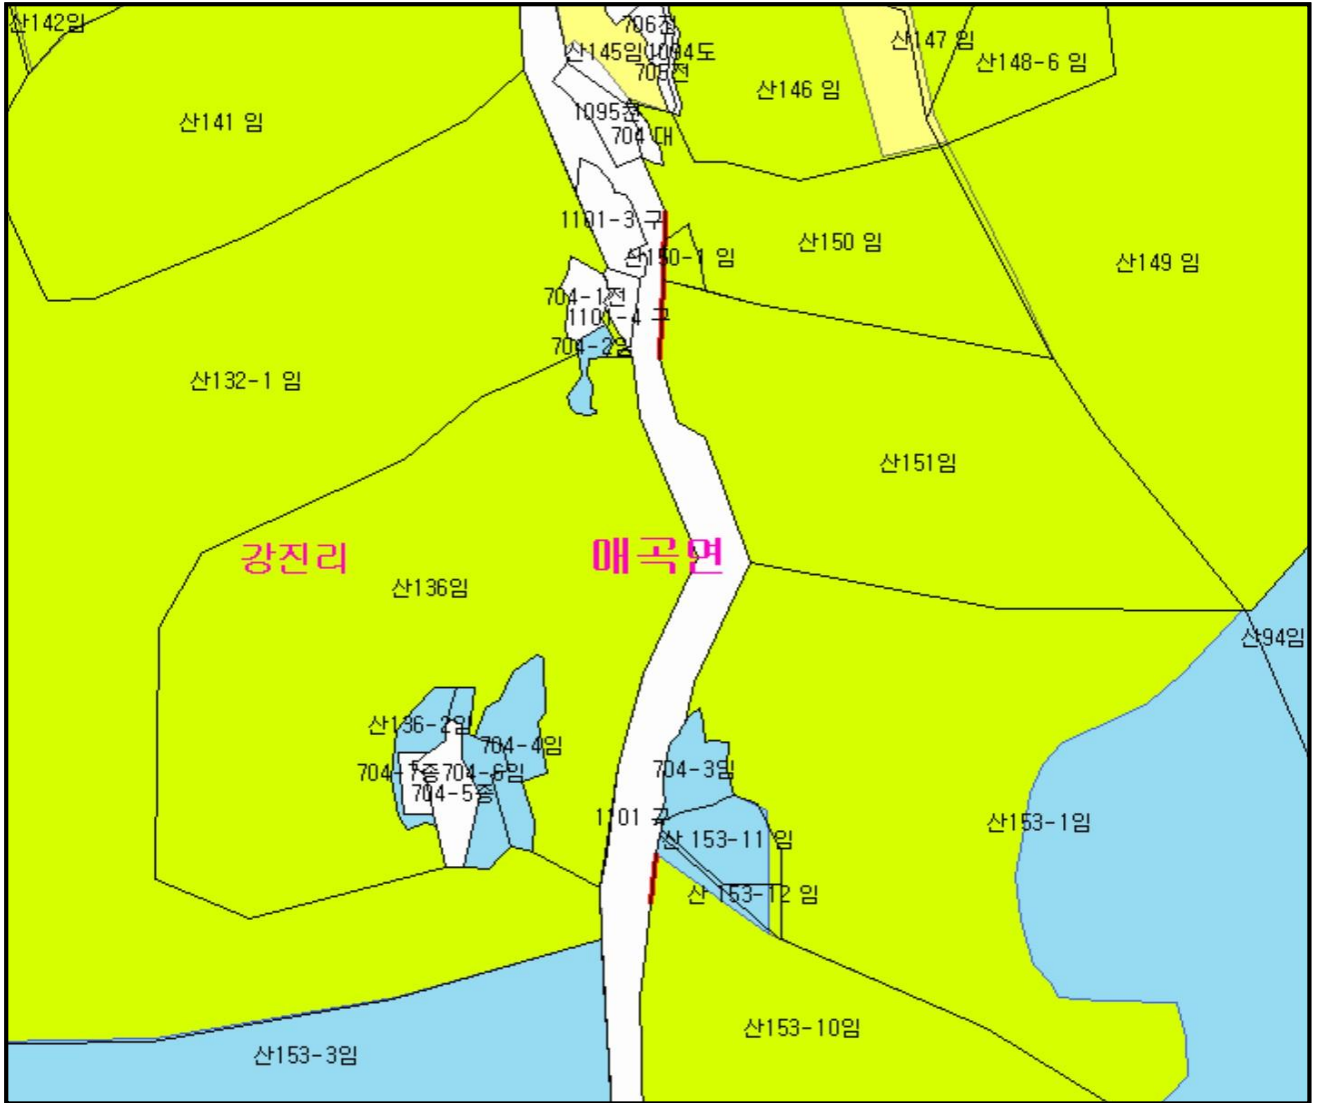 산142임
706전
산145임 1094도
산147 임
산148-6 임
705전
산146 임
1095천
산141 임
704 대
1101-3 구
산150 임
산150-1 임
산149 임
704-1전
1101-4 구
704-2임
산132-1 임
산151임
강진리
매곡면
산136임
산94임
산136-2임
704-4임
704-7종
704-6임
704-3임
704-5종
1101 구
산153-1임
산 153-11 임
산 153-12 임
산153-10임
산153-3임